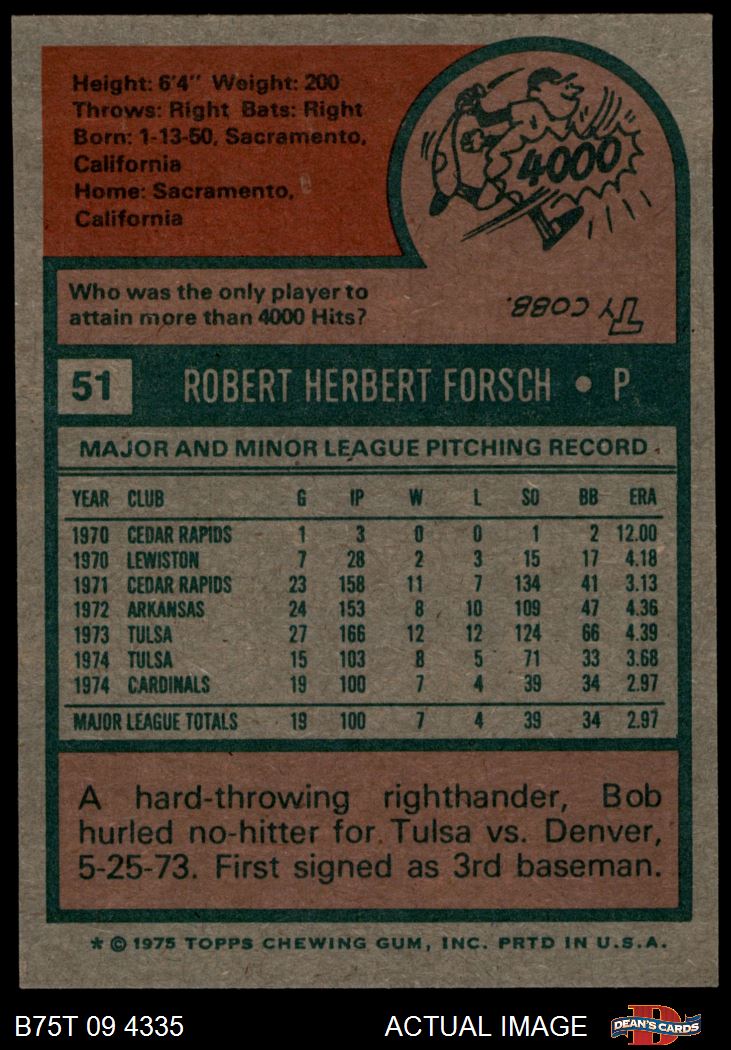 Height: 6'4" Weight: 200
Throws: Right Bats: Right
Born: 1-13-50, Sacramento,
California
Home: Sacramento,
California
4000
Who was the only player to
attain more than 4000 Hits?
TY COBB.
51 ROBERT HERBERT FORSCH • P
MAJOR AND MINOR LEAGUE PITCHING RECORD
YEAR CLUB G IP W L SO BB ERA
1970 CEDAR RAPIDS 1 3 0 0 1 2 12.00
1970 LEWISTON 7 28 2 3 15 17 4.18
1971 CEDAR RAPIDS 23 158 11 7 134 41 3.13
1972 ARKANSAS 24 153 8 10 109 47 4.36
1973 TULSA 27 166 12 12 124 66 4.39
1974 TULSA 15 103 8 5 71 33 3.68
1974 CARDINALS 19 100 7 4 39 34 2.97
MAJOR LEAGUE TOTALS 19 100 7 4 39 34 2.97
A hard-throwing righthander, Bob
hurled no-hitter for Tulsa vs. Denver,
5-25-73. First signed as 3rd baseman.
* © 1975 TOPPS CHEWING GUM, INC. PRTD IN U.S.A.
B75T 09 4335 ACTUAL IMAGE D DEAN'S CARDS